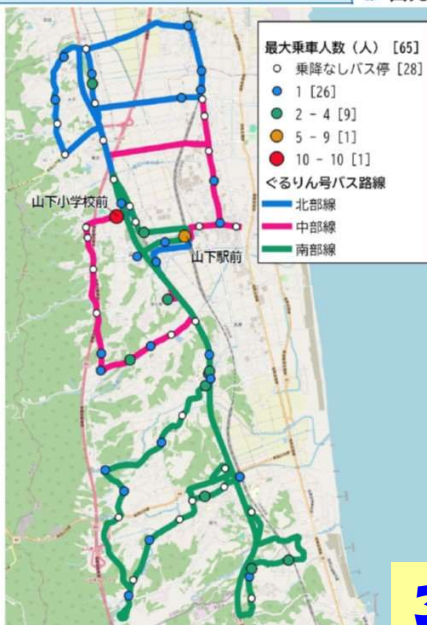 最大乗車人数（人）［65］
乗降なしバス停［28］
1［26］
2 – 4［9］
5 – 9［1］
10 – 10［1］
ぐるりん号バス路線
北部線
中部線
南部線
山下小学校前
山下駅前